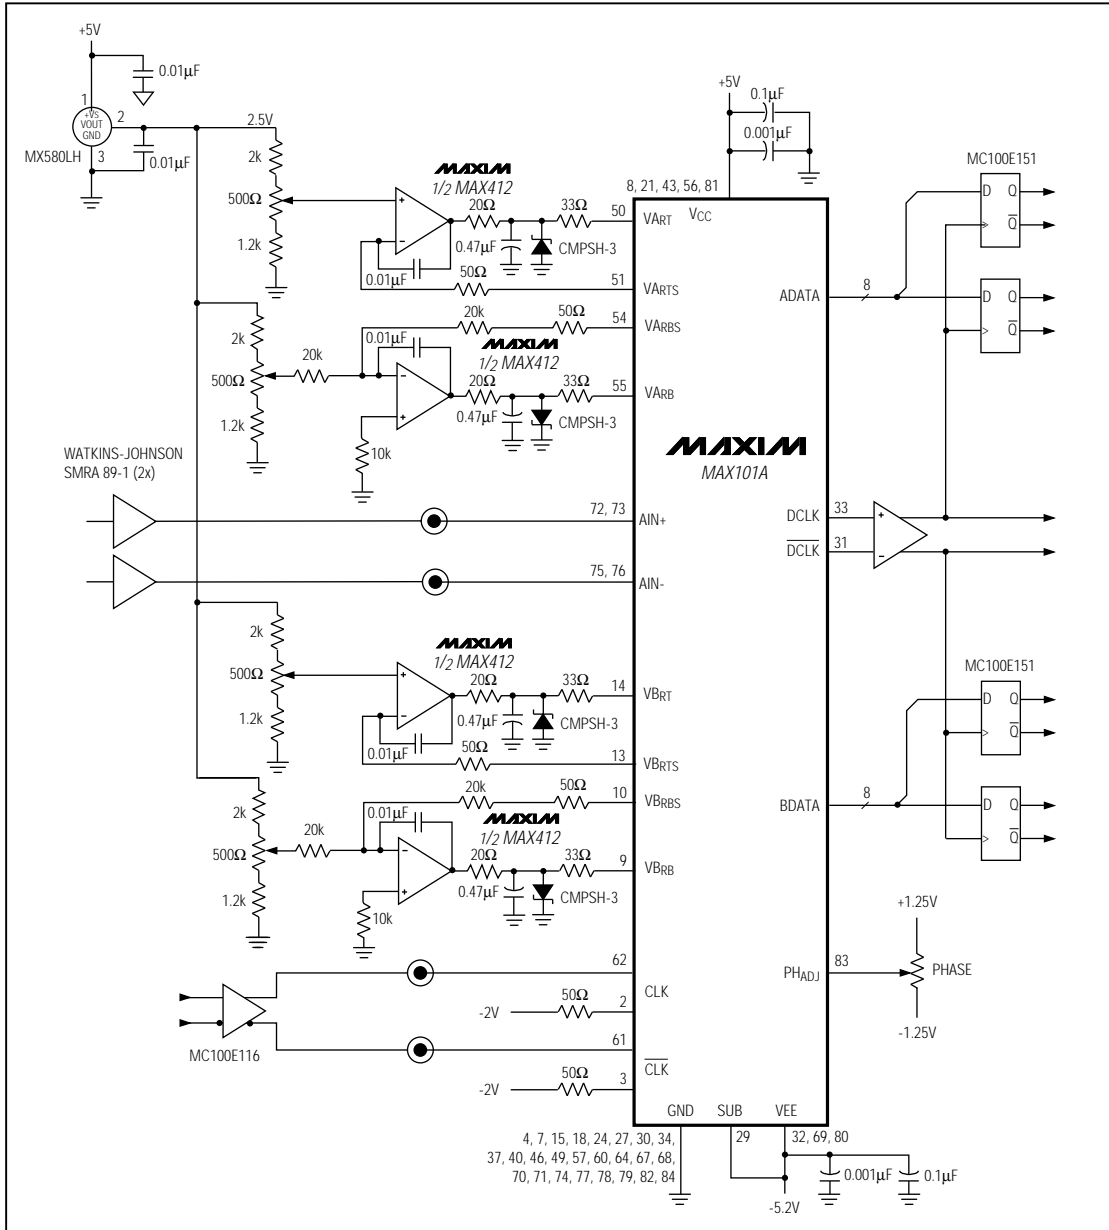 +5V
0.01µF
1
+VS
VOUT
GND
2
3
MX580LH
0.01µF
2.5V
2k
500Ω
1.2k
MAXIM
1/2 MAX412
20Ω
33Ω
50
0.47µF
CMPSH-3
0.01µF
50Ω
51
20k
50Ω
54
2k
500Ω
1.2k
20k
0.01µF
MAXIM
1/2 MAX412
20Ω
33Ω
55
0.47µF
CMPSH-3
10k
WATKINS-JOHNSON
SMRA 89-1 (2x)
72, 73
75, 76
2k
500Ω
1.2k
MAXIM
1/2 MAX412
20Ω
33Ω
14
0.47µF
CMPSH-3
0.01µF
50Ω
13
20k
50Ω
10
2k
500Ω
1.2k
20k
0.01µF
MAXIM
1/2 MAX412
20Ω
33Ω
9
0.47µF
CMPSH-3
10k
62
50Ω
-2V
2
61
MC100E116
50Ω
-2V
3
+5V
0.1µF
0.001µF
8, 21, 43, 56, 81
VCC
VART
VARTS
VARBS
VARB
MAXIM
MAX101A
AIN+
AIN-
VBRT
VBRTS
VBRBS
VBRB
CLK
CLK
GND
SUB
VEE
ADATA
8
DCLK
33
DCLK
31
BDATA
8
PHADJ
83
4, 7, 15, 18, 24, 27, 30, 34,
37, 40, 46, 49, 57, 60, 64, 67, 68,
70, 71, 74, 77, 78, 79, 82, 84
29
32, 69, 80
0.001µF
0.1µF
-5.2V
MC100E151
D
Q
>
Q
D
Q
>
Q
MC100E151
D
Q
>
Q
D
Q
>
Q
+1.25V
PHASE
-1.25V